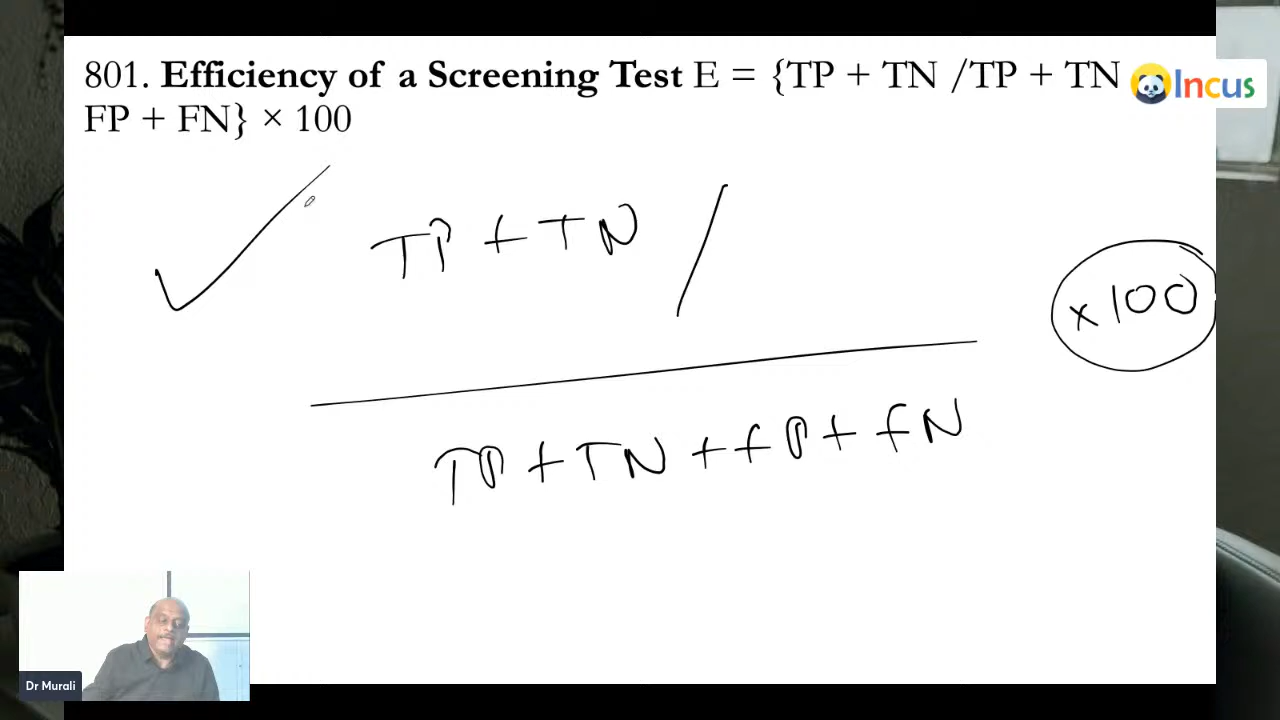 801. Efficiency of a Screening Test E = {TP + TN /TP + TN
FP + FN} × 100
Incus
TP + TN /
×100
TP + TN + fP + fN
Dr Murali